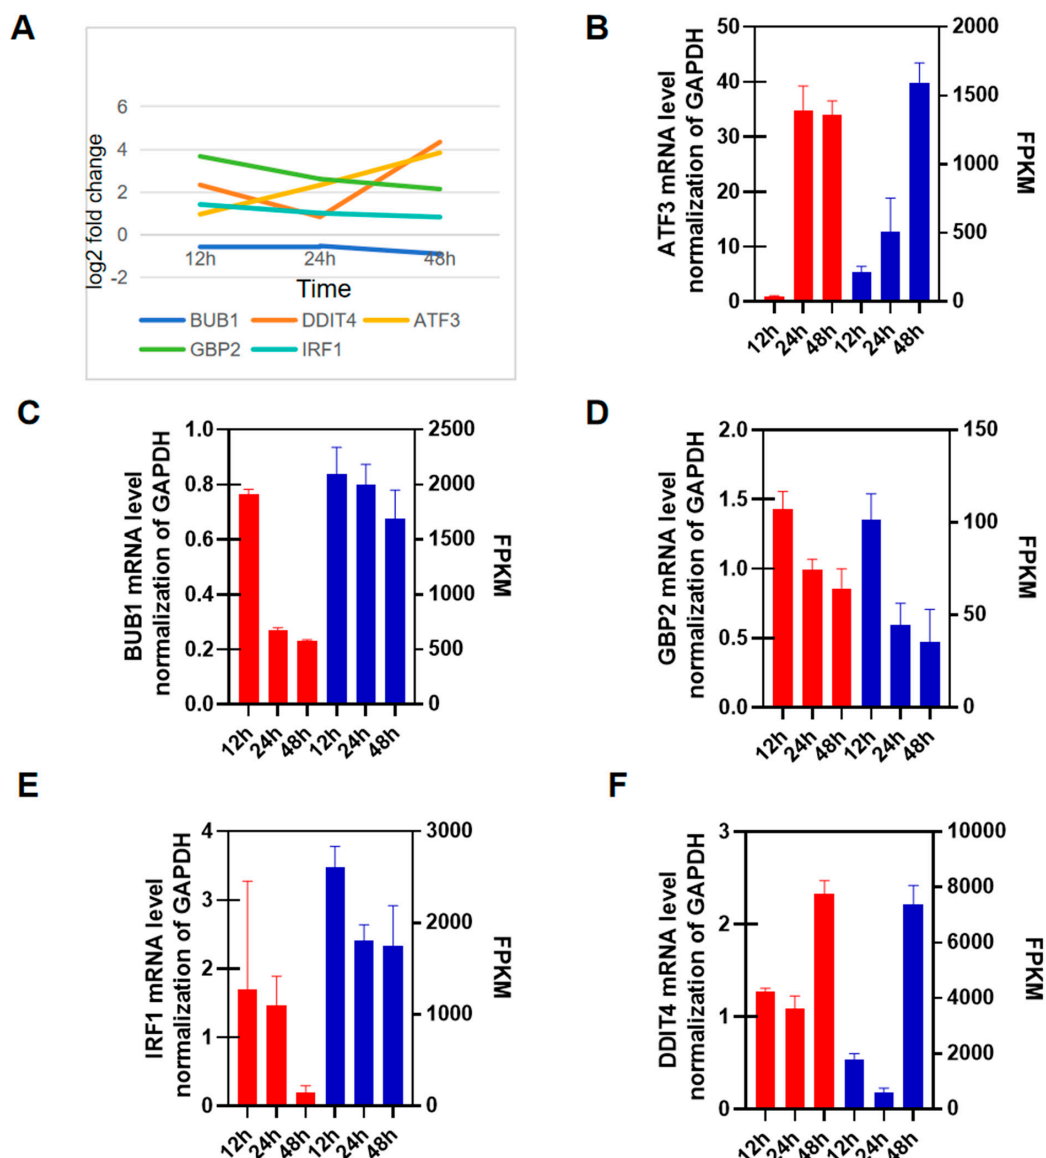 A
6
4
2
0
-2
log2 fold change
12h 24h 48h
Time
BUB1 DDIT4 ATF3
GBP2 IRF1
B
ATF3 mRNA level
normalization of GAPDH
50
40
30
20
10
0
2000
1500
1000
500
0
FPKM
12h 24h 48h 12h 24h 48h
C
BUB1 mRNA level
normalization of GAPDH
1.0
0.8
0.6
0.4
0.2
0.0
2500
2000
1500
1000
500
0
FPKM
12h 24h 48h 12h 24h 48h
D
GBP2 mRNA level
normalization of GAPDH
2.0
1.5
1.0
0.5
0.0
150
100
50
0
FPKM
12h 24h 48h 12h 24h 48h
E
IRF1 mRNA level
normalization of GAPDH
4
3
2
1
0
3000
2000
1000
0
FPKM
12h 24h 48h 12h 24h 48h
F
DDIT4 mRNA level
normalization of GAPDH
3
2
1
0
10000
8000
6000
4000
2000
0
FPKM
12h 24h 48h 12h 24h 48h